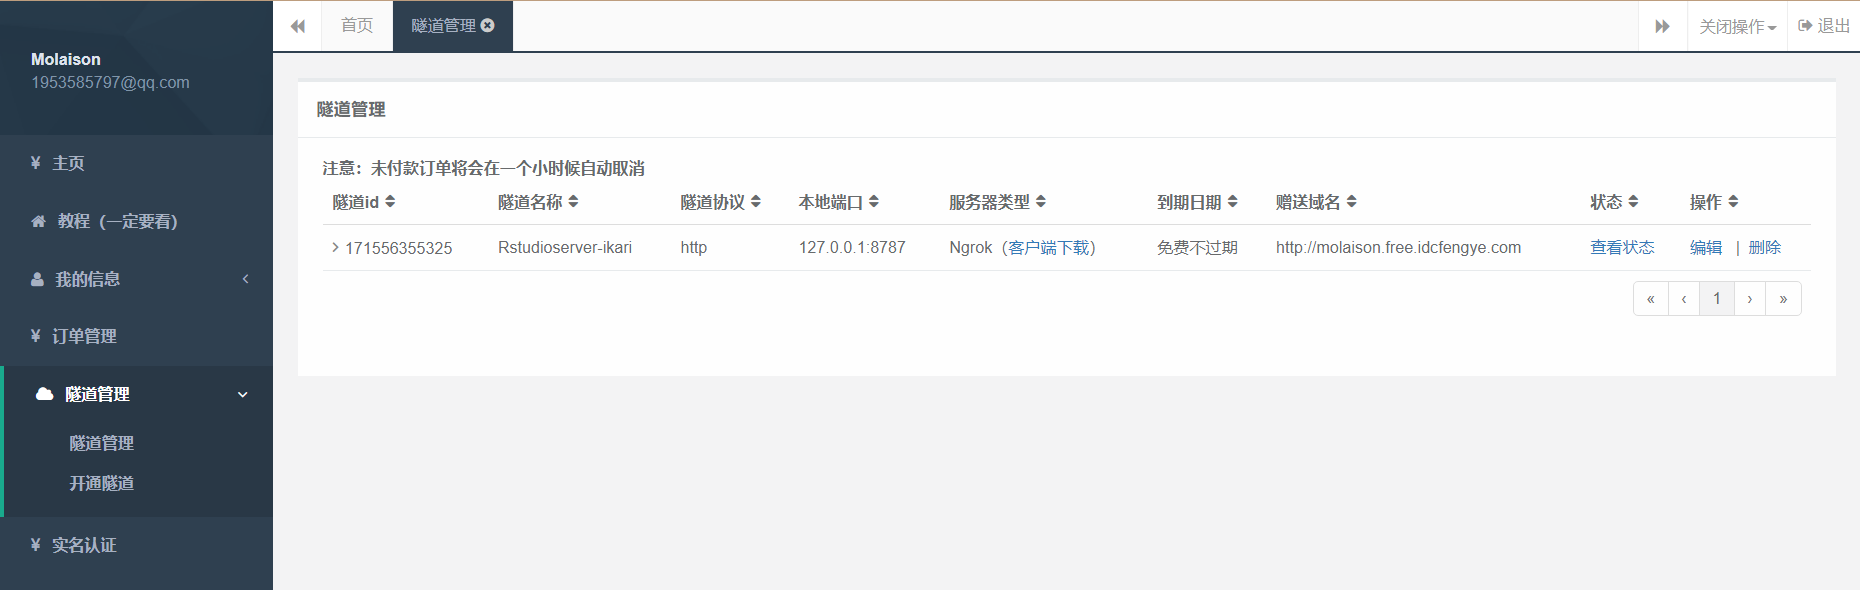 Molaison
1953585797@qq.com
主页
教程（一定要看）
我的信息
订单管理
隧道管理
隧道管理
开通隧道
实名认证
首页 隧道管理 关闭操作 退出
隧道管理
注意：未付款订单将会在一个小时候自动取消
隧道id 隧道名称 隧道协议 本地端口 服务器类型 到期日期 赠送域名 状态 操作
171556355325 Rstudioserver-ikari http 127.0.0.1:8787 Ngrok（客户端下载） 免费不过期 http://molaison.free.idcfengye.com 查看状态 编辑 | 删除
« ‹ 1 › »